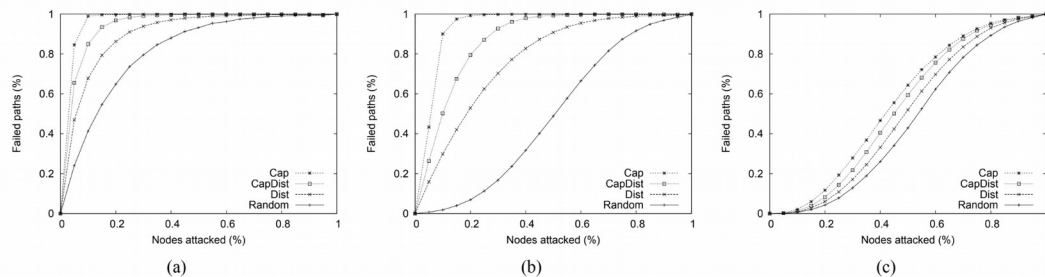 Failed paths (%)
1
0.8
0.6
0.4
0.2
0
0 0.2 0.4 0.6 0.8 1
Nodes attacked (%)
Cap
CapDist
Dist
Random
(a)
Failed paths (%)
1
0.8
0.6
0.4
0.2
0
0 0.2 0.4 0.6 0.8 1
Nodes attacked (%)
Cap
CapDist
Dist
Random
(b)
Failed paths (%)
1
0.8
0.6
0.4
0.2
0
0 0.2 0.4 0.6 0.8 1
Nodes attacked (%)
Cap
CapDist
Dist
Random
(c)